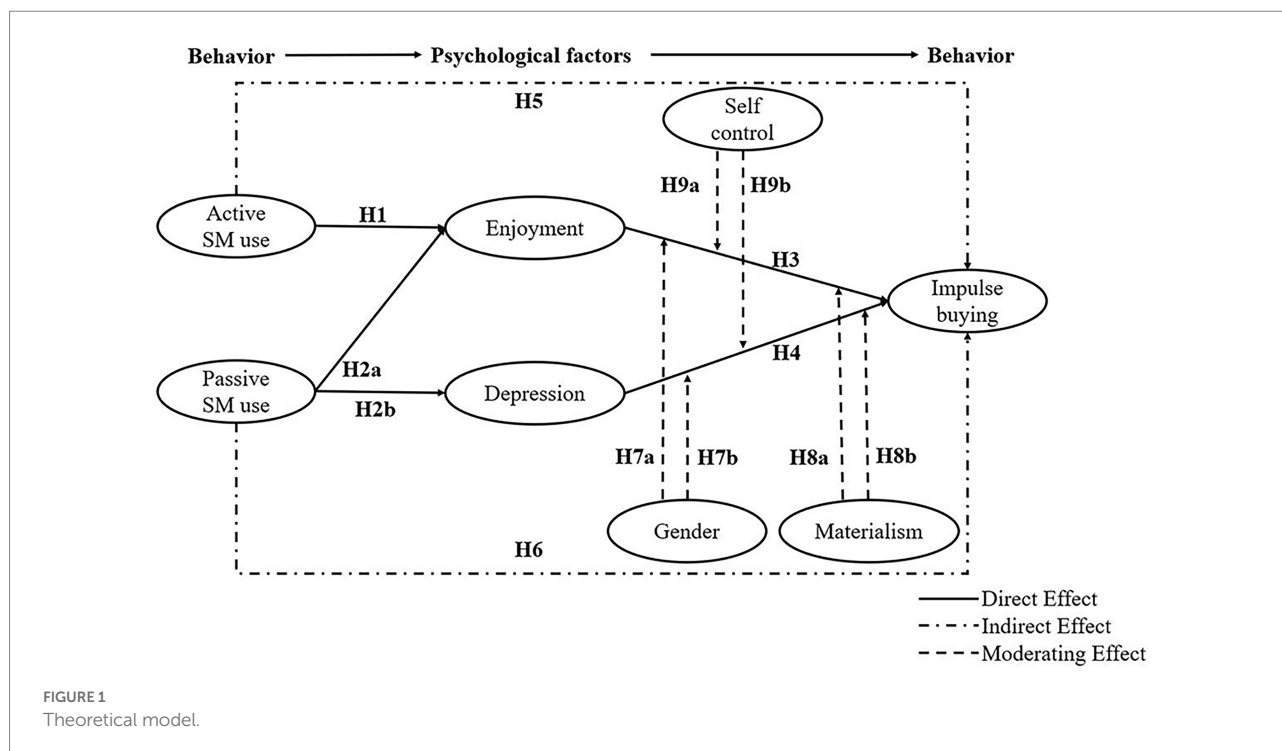 Behavior Psychological factors Behavior
H5
Self
control
H9a H9b
Active
SM use
H1
Enjoyment
H3
Impulse
buying
H2a
Passive
SM use
H2b
Depression
H4
H7a H7b H8a H8b
Gender
Materialism
H6
Direct Effect
Indirect Effect
Moderating Effect
FIGURE 1
Theoretical model.